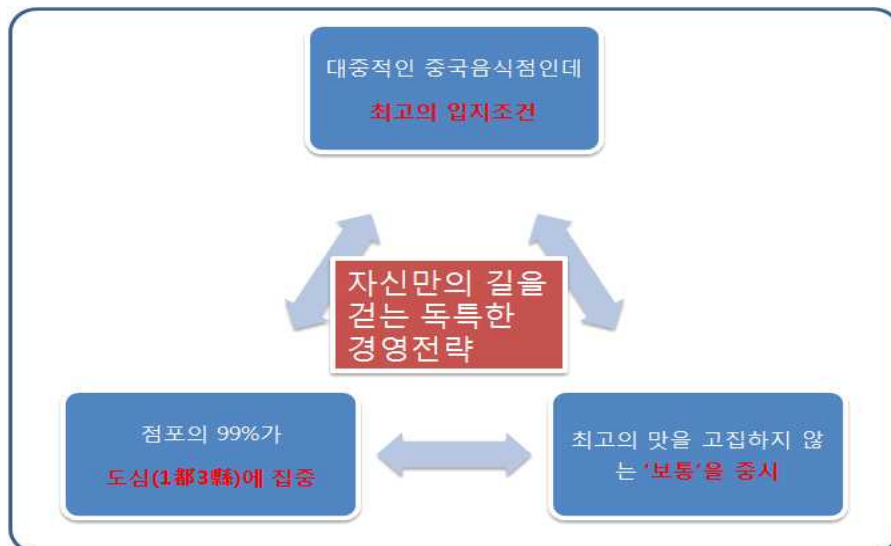 대중적인 중국음식점인데
최고의 입지조건
자신만의 길을
걷는 독특한
경영전략
점포의 99%가
도심(1都3縣)에 집중
최고의 맛을 고집하지 않
는 '보통'을 중시